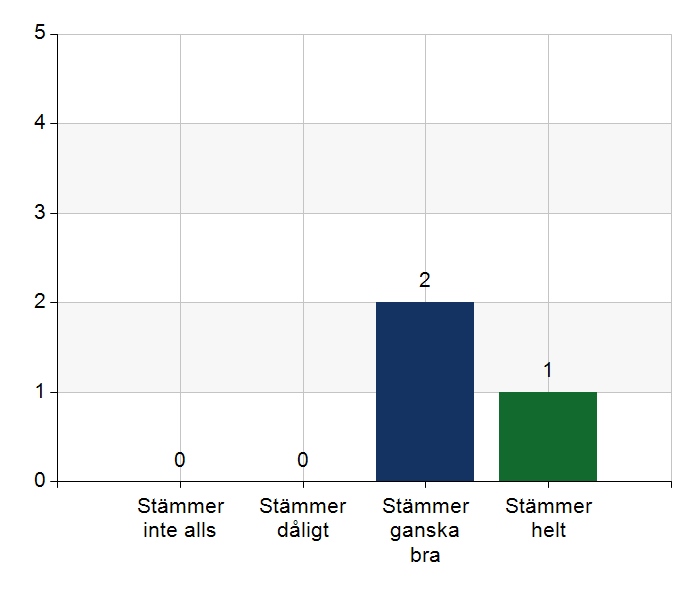 5
4
3
2
1
0
0
0
2
1
Stämmer
inte alls
Stämmer
dåligt
Stämmer
ganska
bra
Stämmer
helt